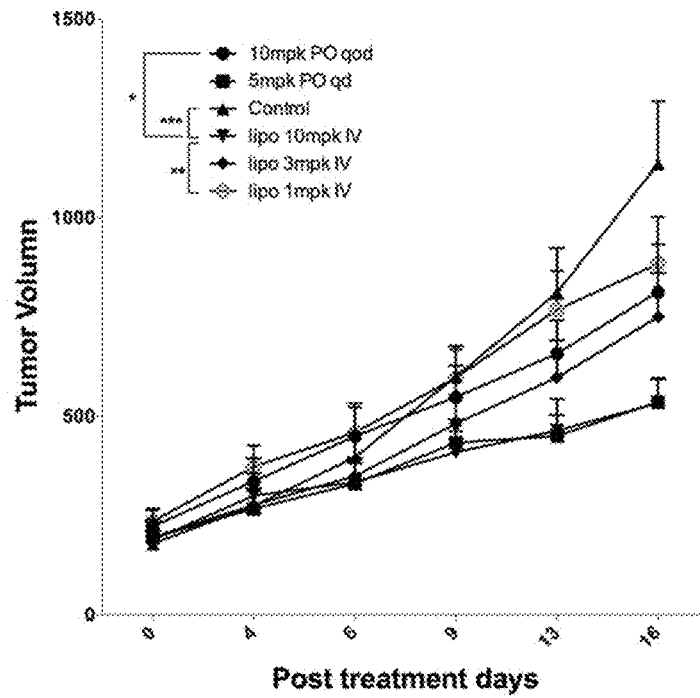 1500
10mpk PO qod
5mpk PO qd
Control
lipo 10mpk IV
lipo 3mpk IV
lipo 1mpk IV
*
***
**
1000
500
0
Tumor Volumn
0 4 6 9 13 16
Post treatment days